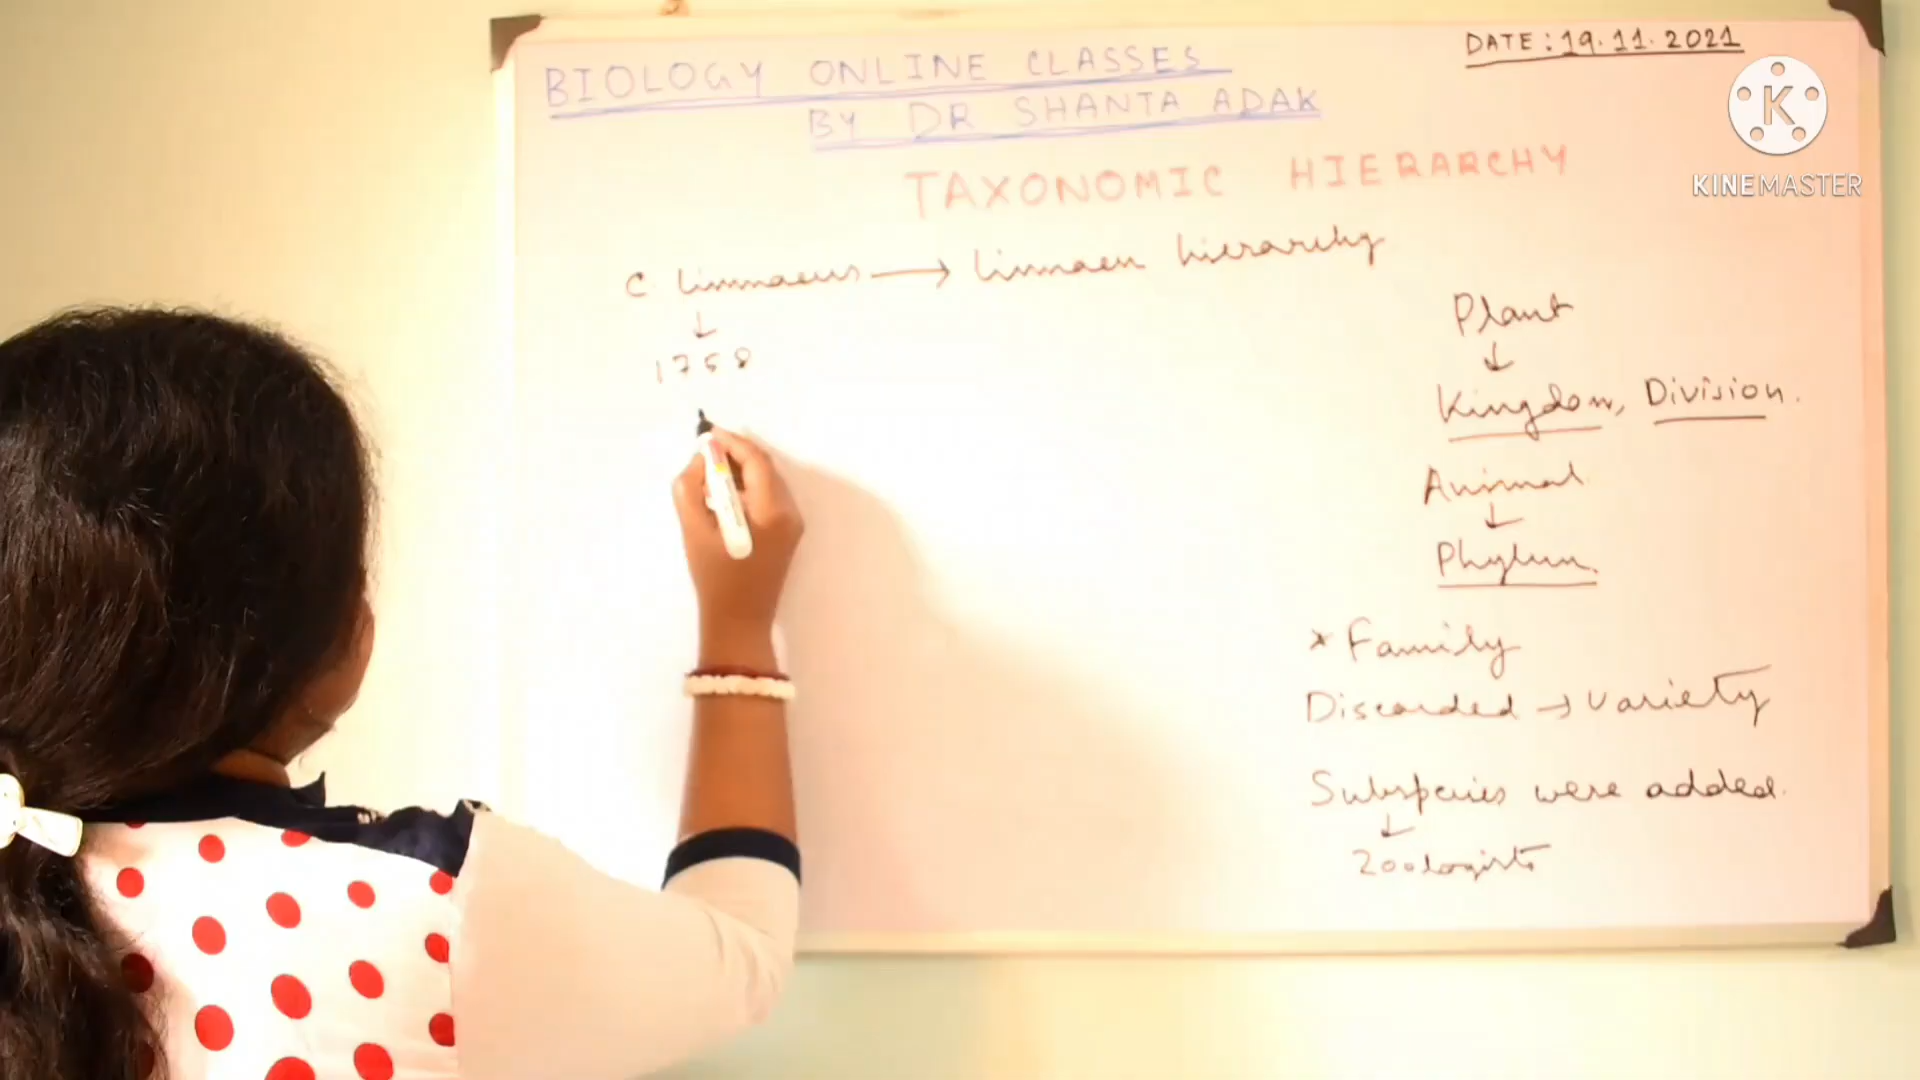 DATE: 19.11.2021
BIOLOGY ONLINE CLASSES
BY DR SHANTA ADAK
KINEMASTER
TAXONOMIC HIERARCHY
C Linnaeus → Linnaen hierarchy
↓
1758
Plant
↓
Kingdom, Division.
Animal
↓
Phylum.
* Family
Discarded → Variety
Subspecies were added.
↓
Zoologists